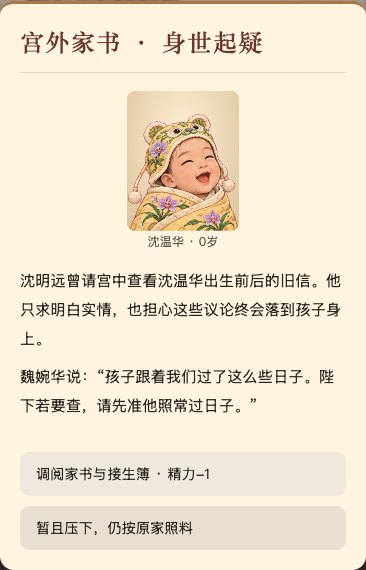 宫外家书 · 身世起疑
沈温华 · 0岁
沈明远曾请宫中查看沈温华出生前后的旧信。他
只求明白实情，也担心这些议论终会落到孩子身
上。
魏婉华说：“孩子跟着我们过了这么些日子。陛
下若要查，请先准他照常过日子。”
调阅家书与接生簿 · 精力-1
暂且压下，仍按原家照料